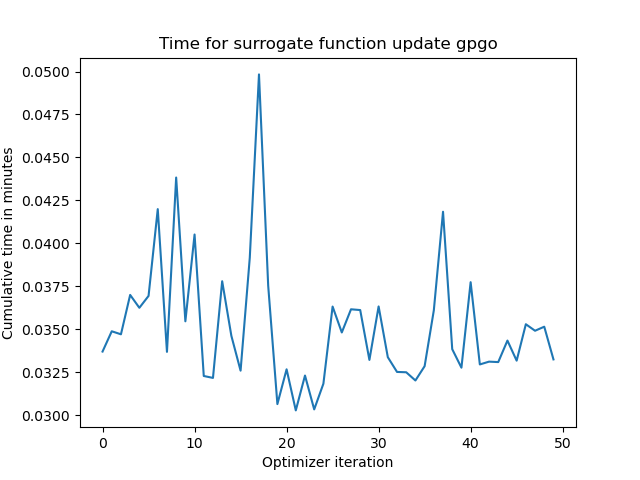 Time for surrogate function update gpgo
0.0500
0.0475
0.0450
0.0425
0.0400
0.0375
0.0350
0.0325
0.0300
Cumulative time in minutes
0 10 20 30 40 50
Optimizer iteration